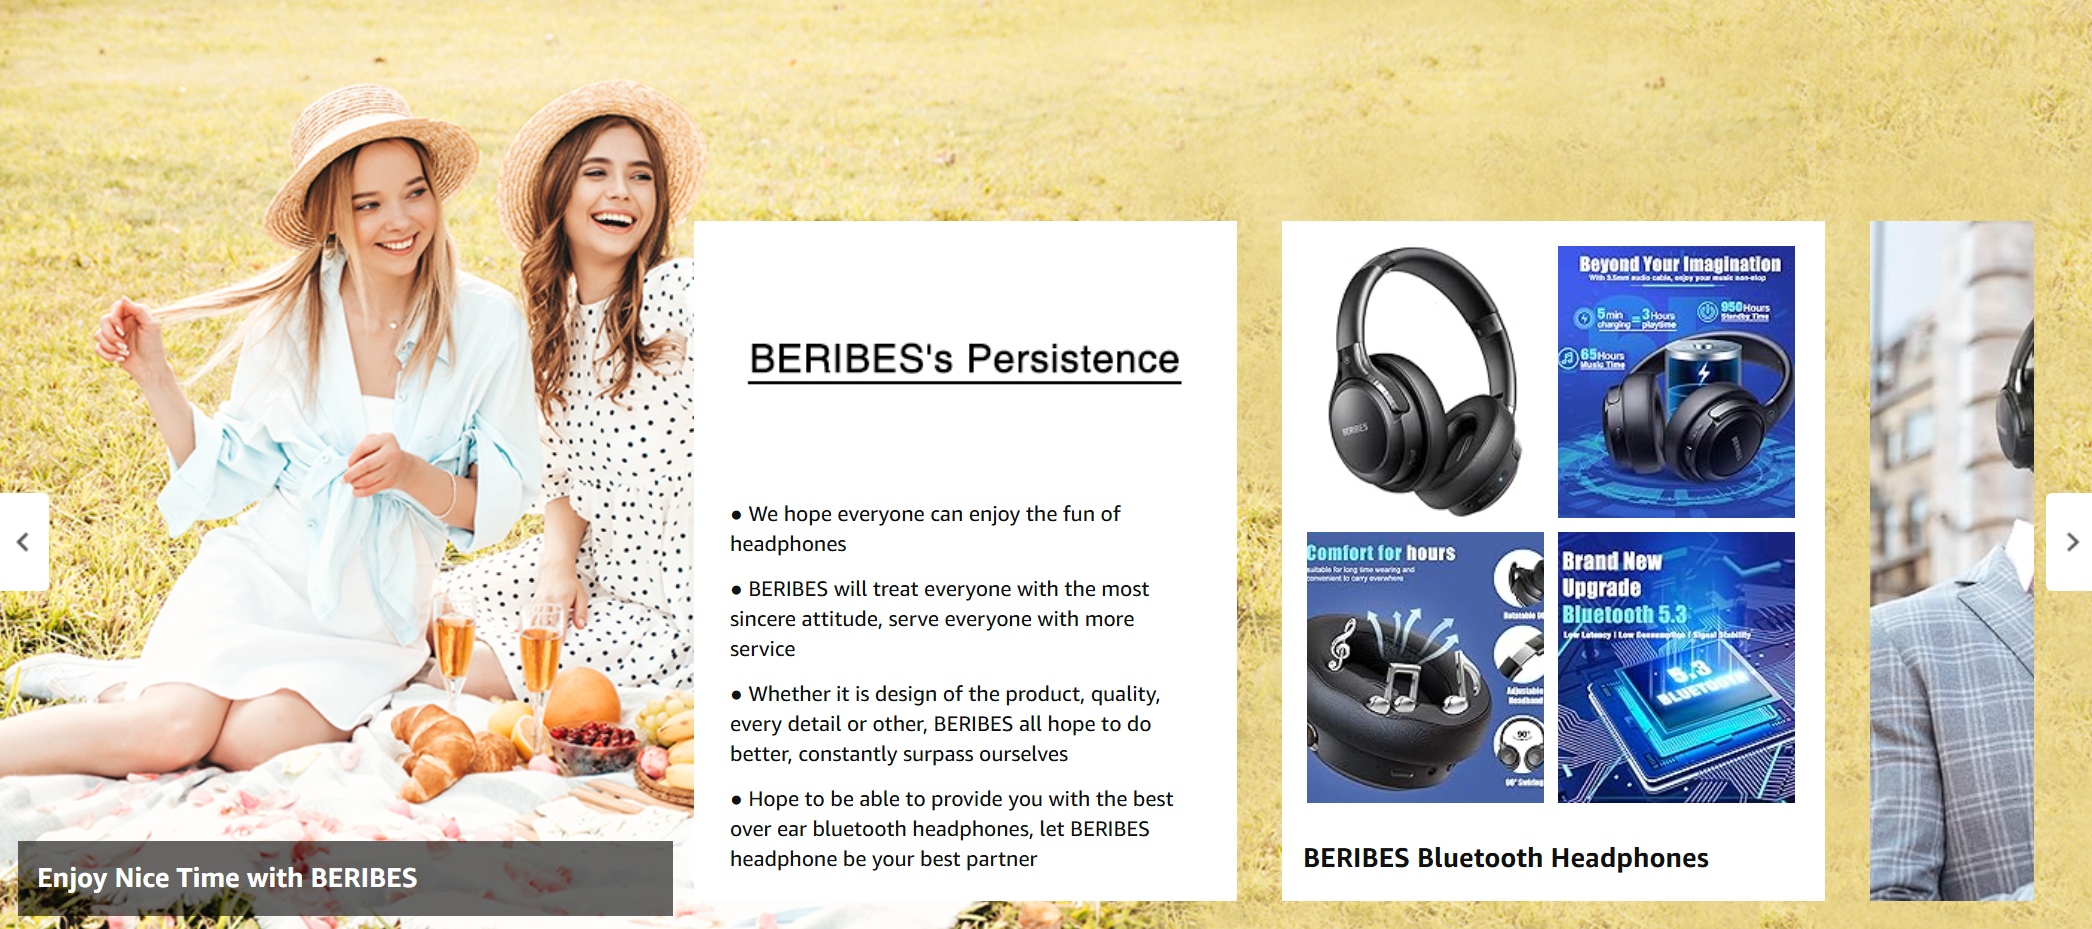 BERIBES's Persistence
● We hope everyone can enjoy the fun of
headphones
● BERIBES will treat everyone with the most
sincere attitude, serve everyone with more
service
● Whether it is design of the product, quality,
every detail or other, BERIBES all hope to do
better, constantly surpass ourselves
● Hope to be able to provide you with the best
over ear bluetooth headphones, let BERIBES
headphone be your best partner
Enjoy Nice Time with BERIBES
BERIBES
Beyond Your Imagination
With 3.5mm audio cable, enjoy your music non-stop
5min
charging
=
3Hours
playtime
950Hours
Standby Time
65Hours
Music Time
BERIBES
Comfort for hours
suitable for long time wearing and
convenient to carry everywhere
Rotatable
Adjustable
Headband
90°
90° Swiring
Brand New
Upgrade
Bluetooth 5.3
Low Latency | Low Consumption | Signal Stability
5.3
BLUETOOTH
BERIBES Bluetooth Headphones